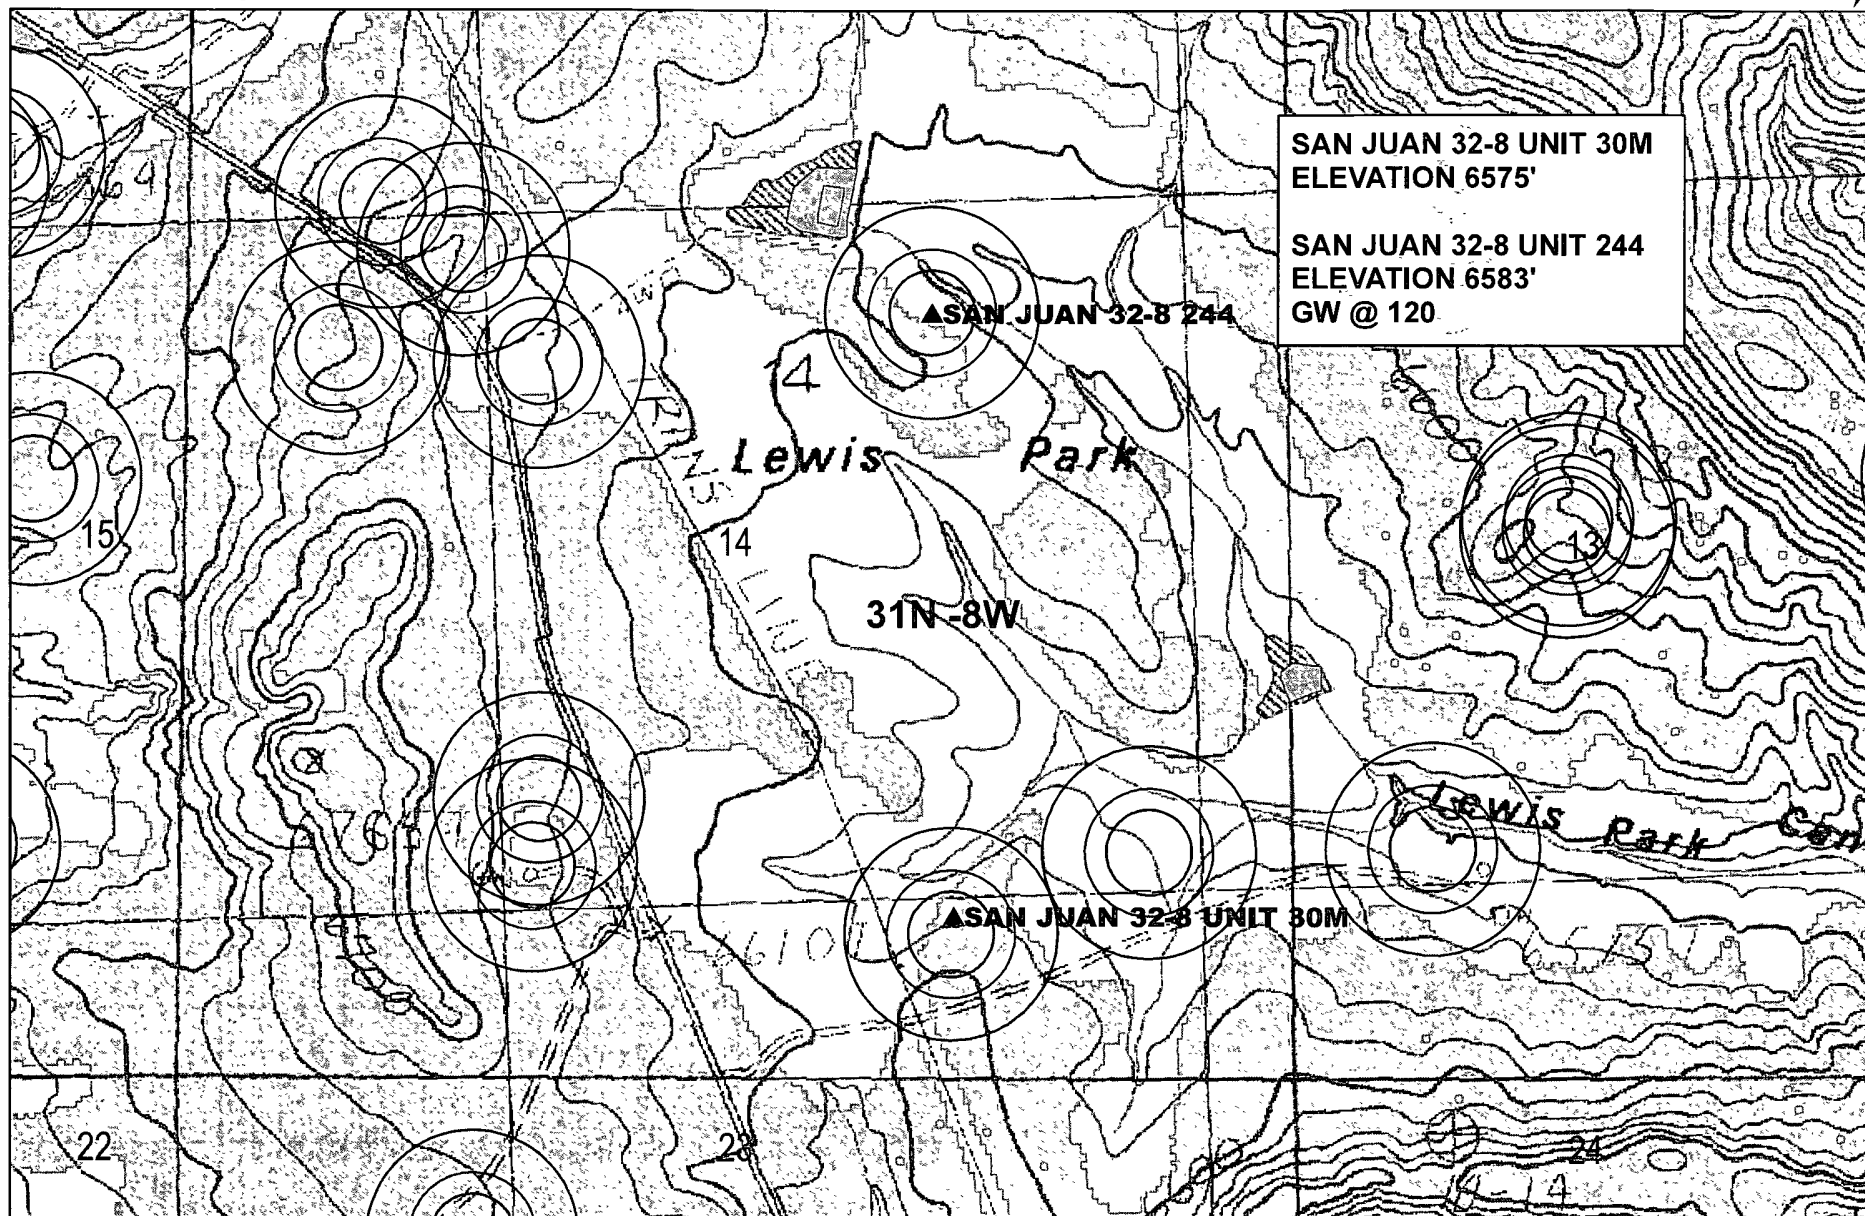 SAN JUAN 32-8 UNIT 30M
ELEVATION 6575'
SAN JUAN 32-8 UNIT 244
ELEVATION 6583'
GW @ 120
▲SAN JUAN 32-8 244
14
Lewis Park
15
14
13
31N -8W
Lewis Park Can
▲SAN JUAN 32-8 UNIT 30M
22
23
24